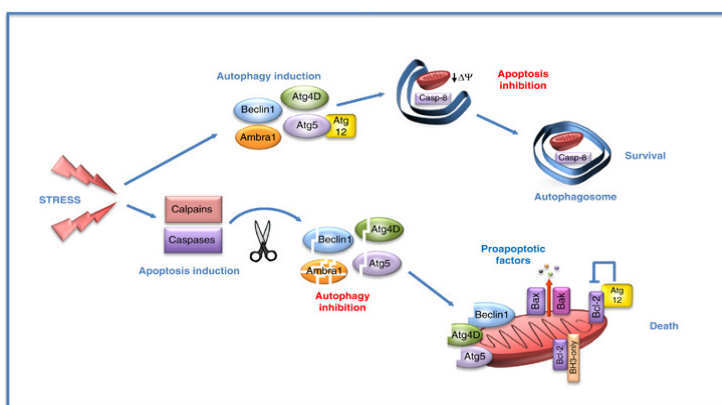 Autophagy induction
Beclin1
Atg4D
Ambra1
Atg5
Atg
12
ΔΨ
Casp-8
Apoptosis
inhibition
Casp-8
Survival
Autophagosome
STRESS
Calpains
Caspases
Apoptosis induction
Beclin1
Atg4D
Ambra1
Atg5
Autophagy
inhibition
Proapoptotic
factors
Beclin1
Atg4D
Atg5
Bax
Bak
Bcl-2
Atg
12
Bcl-2
BH3-only
Death